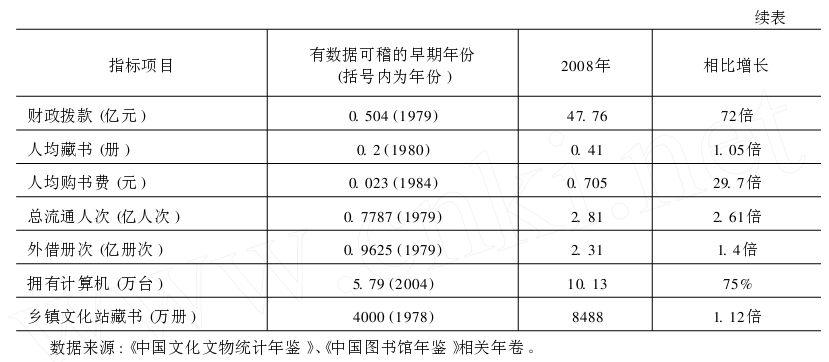 续表
指标项目 有数据可稽的早期年份(括号内为年份) 2008年 相比增长
财政拨款(亿元) 0.504(1979) 47.76 72倍
人均藏书(册) 0.2(1980) 0.41 1.05倍
人均购书费(元) 0.023(1984) 0.705 29.7倍
总流通人次(亿人次) 0.7787(1979) 2.81 2.61倍
外借册次(亿册次) 0.9625(1979) 2.31 1.4倍
拥有计算机(万台) 5.79(2004) 10.13 75%
乡镇文化站藏书(万册) 4000(1978) 8488 1.12倍
数据来源:《中国文化文物统计年鉴》、《中国图书馆年鉴》相关年卷。